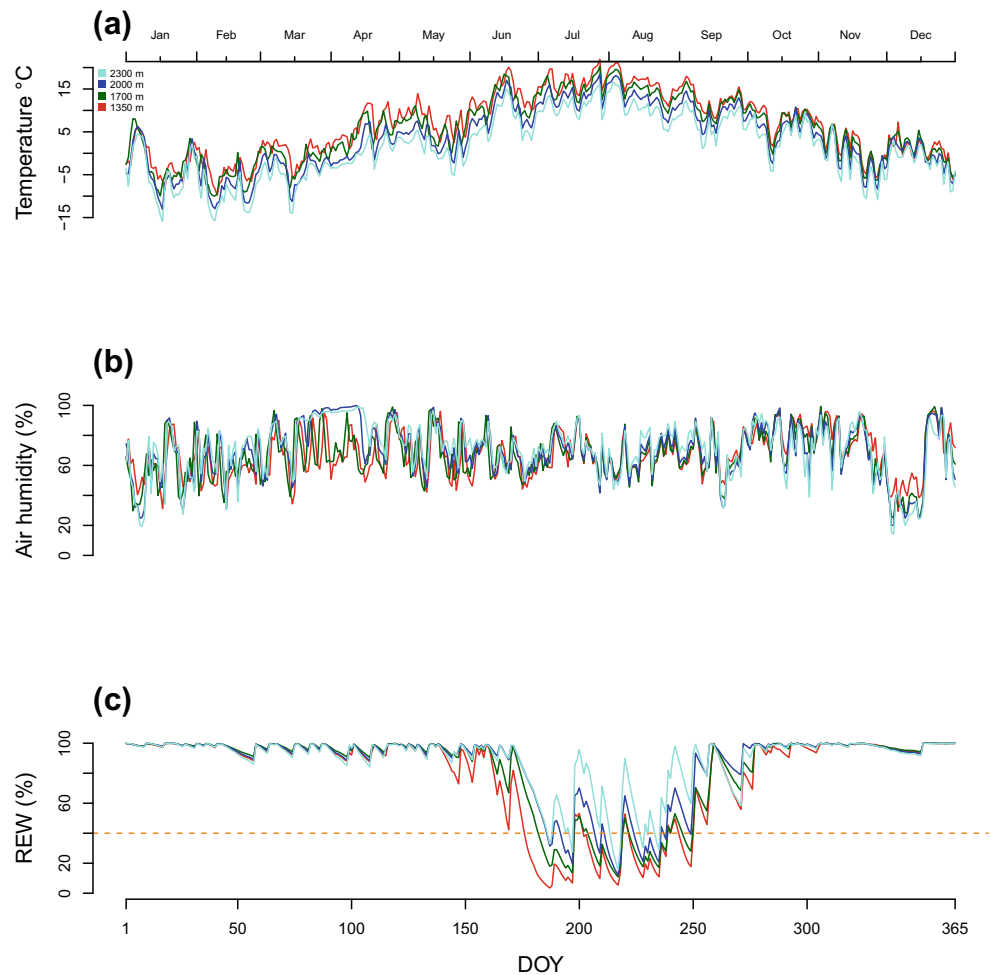 (a)
Jan Feb Mar Apr May Jun Jul Aug Sep Oct Nov Dec
2300 m
2000 m
1700 m
1350 m
Temperature °C
15
5
−5
−15
(b)
Air humidity (%)
100
60
20
0
(c)
REW (%)
100
60
20
0
1 50 100 150 200 250 300 365
DOY